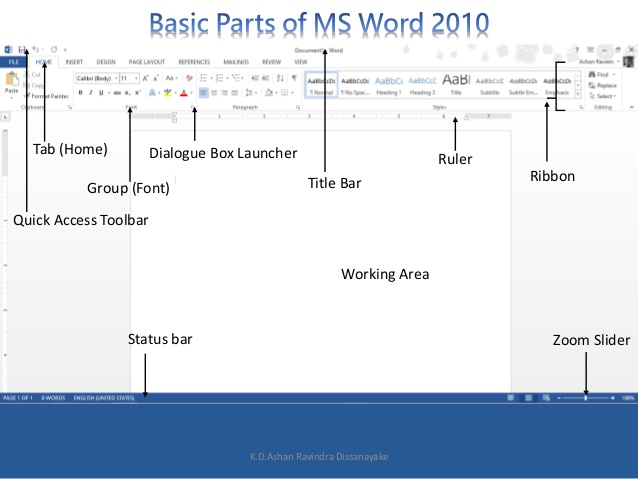 Basic Parts of MS Word 2010
Document1 - Word
FILE HOME INSERT DESIGN PAGE LAYOUT REFERENCES MAILINGS REVIEW VIEW Ashan Raveen
Cut Calibri (Body) 11 AaBbCcDc AaBbCcDc AaBbCc AaBbCcC AaBl AaBbCcC AaBbCcDc AaBbCcDc Find
Copy Replace
Paste Format Painter ¶ Normal ¶ No Spac... Heading 1 Heading 2 Title Subtitle Subtle Em... Emphasis Select
Clipboard Font Paragraph Styles Editing
Tab (Home)
Dialogue Box Launcher
Ruler
Ribbon
Group (Font)
Title Bar
Quick Access Toolbar
Working Area
Status bar
Zoom Slider
PAGE 1 OF 1 0 WORDS ENGLISH (UNITED STATES) 100%
K.D.Ashan Ravindra Dissanayake